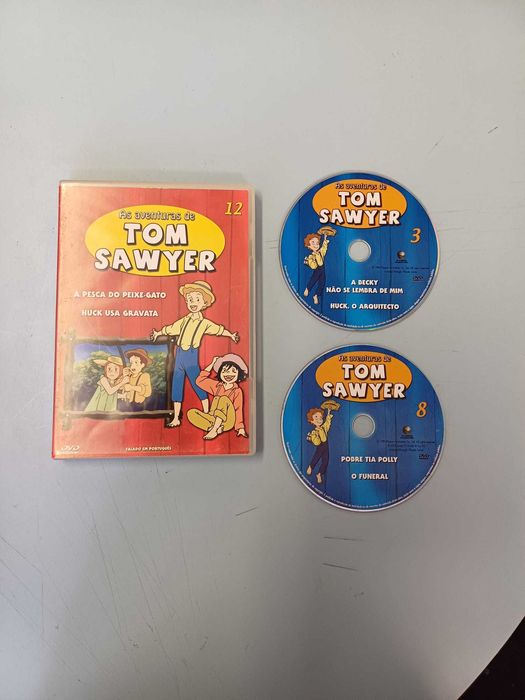 12
As aventuras de
TOM
SAWYER
A PESCA DO PEIXE-GATO
HUCK USA GRAVATA
DVD
FALADO EM PORTUGUÊS
As aventuras de
TOM
SAWYER
3
A BECKY
NÃO SE LEMBRA DE MIM
HUCK, O ARQUITECTO
As aventuras de
TOM
SAWYER
8
POBRE TIA POLLY
O FUNERAL